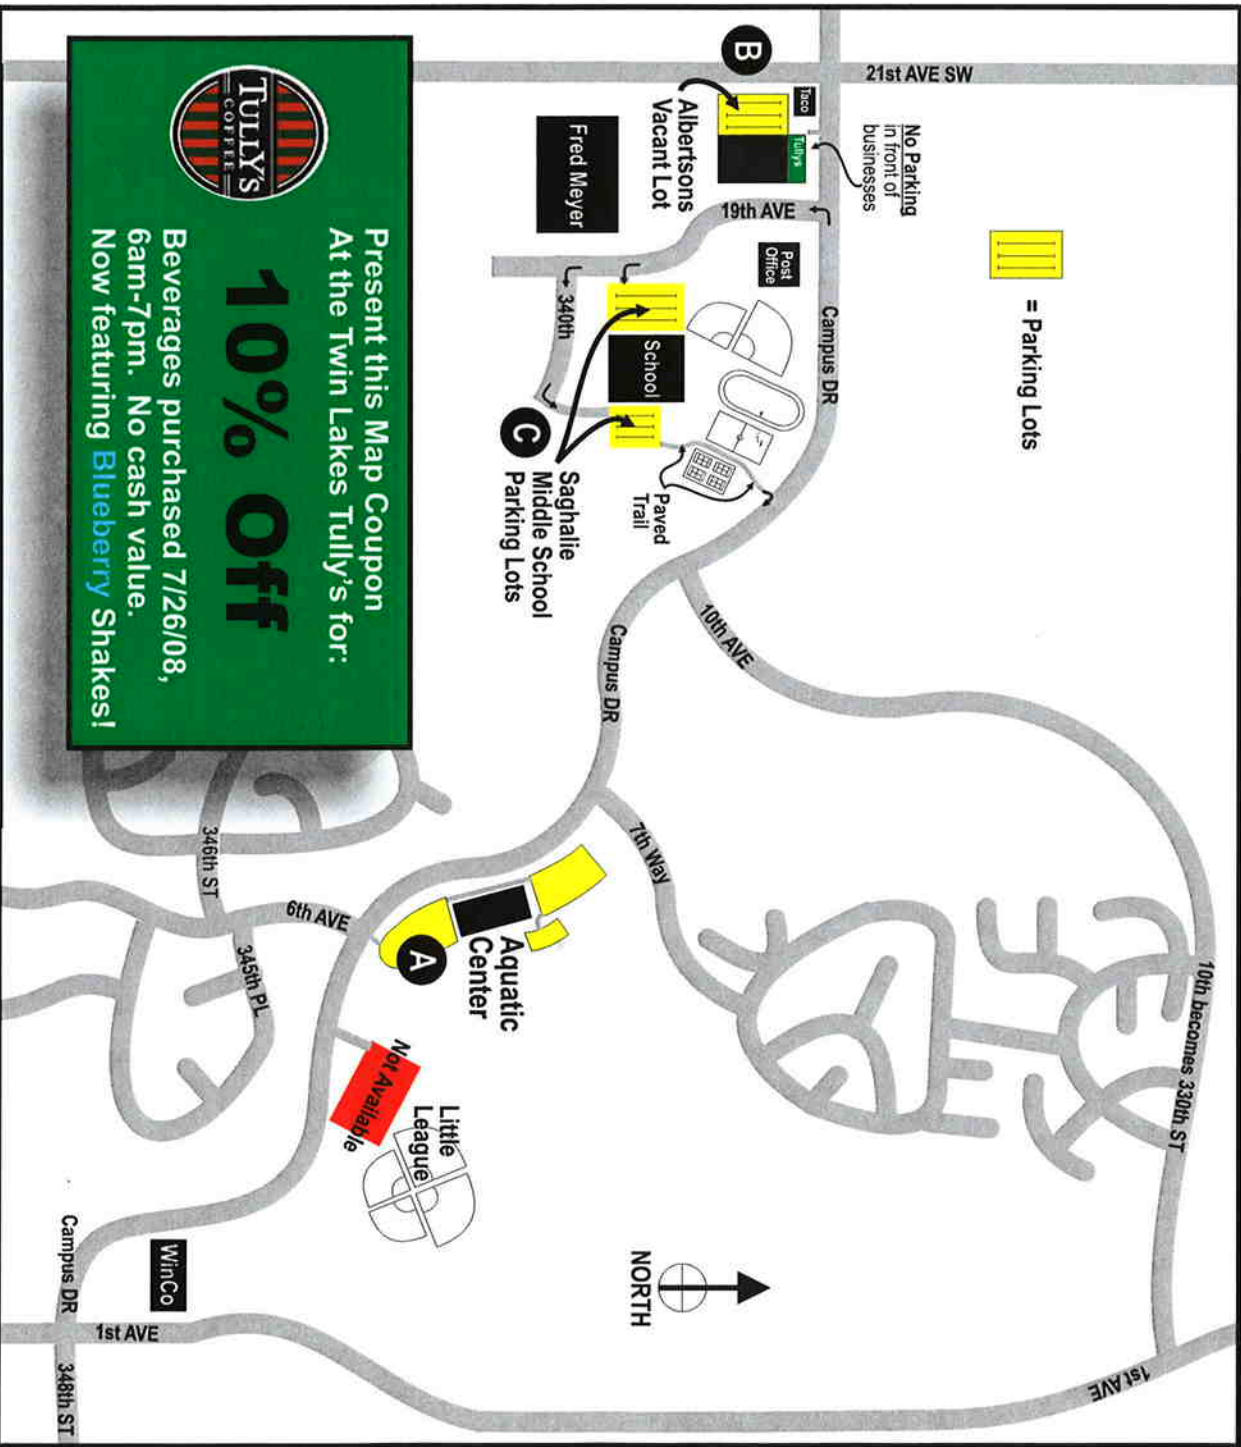 21st AVE SW
B
Taco
Tullys
No Parking
in front of
businesses
Albertsons
Vacant Lot
= Parking Lots
Fred Meyer
19th AVE
Post
Office
Campus DR
340th
School
C
Saghalie
Middle School
Parking Lots
Paved
Trail
10th AVE
Campus DR
7th Way
10th becomes 330th ST
Aquatic
Center
A
6th AVE
346th ST
345th PL
Not Available
Little
League
NORTH
WinCo
Campus DR
1st AVE
1st AVE
348th ST
TULLY'S
COFFEE
Present this Map Coupon
At the Twin Lakes Tully's for:
10% Off
Beverages purchased 7/26/08,
6am-7pm. No cash value.
Now featuring Blueberry Shakes!